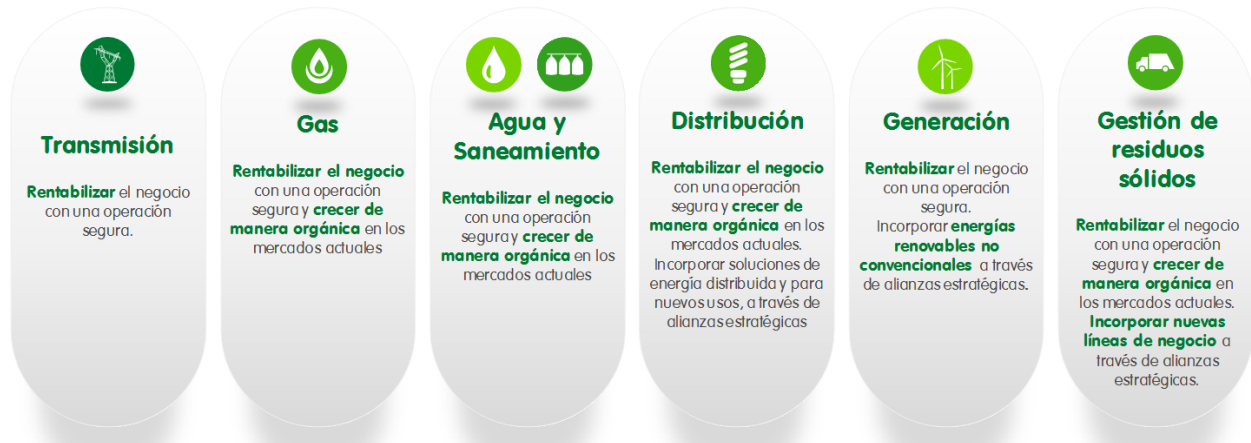 Transmisión
Rentabilizar el negocio
con una operación
segura.
Gas
Rentabilizar el negocio
con una operación
segura y crecer de
manera orgánica en los
mercados actuales
Agua y
Saneamiento
Rentabilizar el negocio
con una operación
segura y crecer de
manera orgánica en los
mercados actuales
Distribución
Rentabilizar el negocio
con una operación
segura y crecer de
manera orgánica en los
mercados actuales.
Incorporar soluciones de
energía distribuida y para
nuevos usos, a través de
alianzas estratégicas
Generación
Rentabilizar el negocio
con una operación
segura.
Incorporar energías
renovables no
convencionales a través
de alianzas estratégicas.
Gestión de
residuos
sólidos
Rentabilizar el negocio
con una operación
segura y crecer de
manera orgánica en
los mercados actuales.
Incorporar nuevas
líneas de negocio a
través de alianzas
estratégicas.